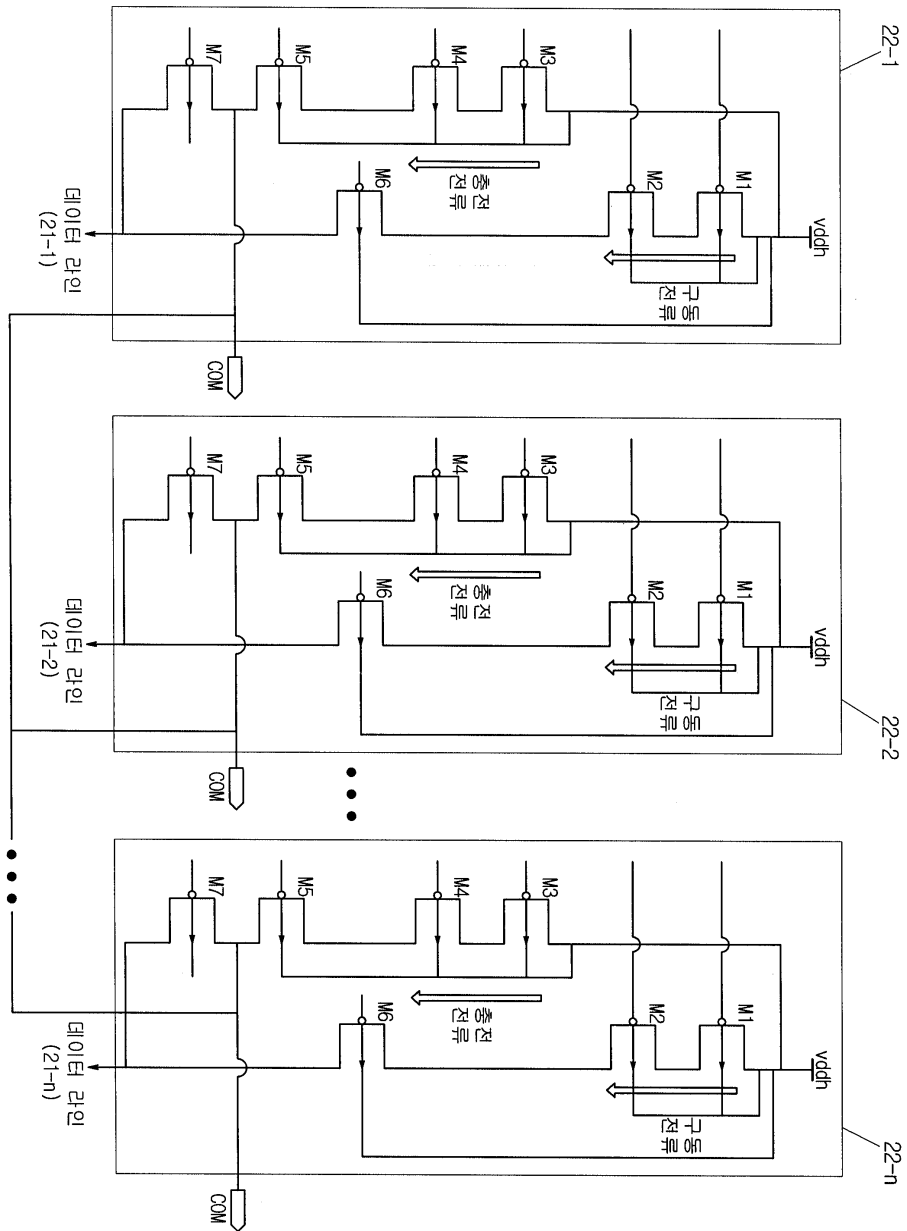 22-1
vddh
M1
M2
구동
전류
M3
M4
충전
전류
M5
M6
M7
COM
데이터 라인
(21-1)
22-2
vddh
M1
M2
구동
전류
M3
M4
충전
전류
M5
M6
M7
COM
데이터 라인
(21-2)
22-n
vddh
M1
M2
구동
전류
M3
M4
충전
전류
M5
M6
M7
COM
데이터 라인
(21-n)